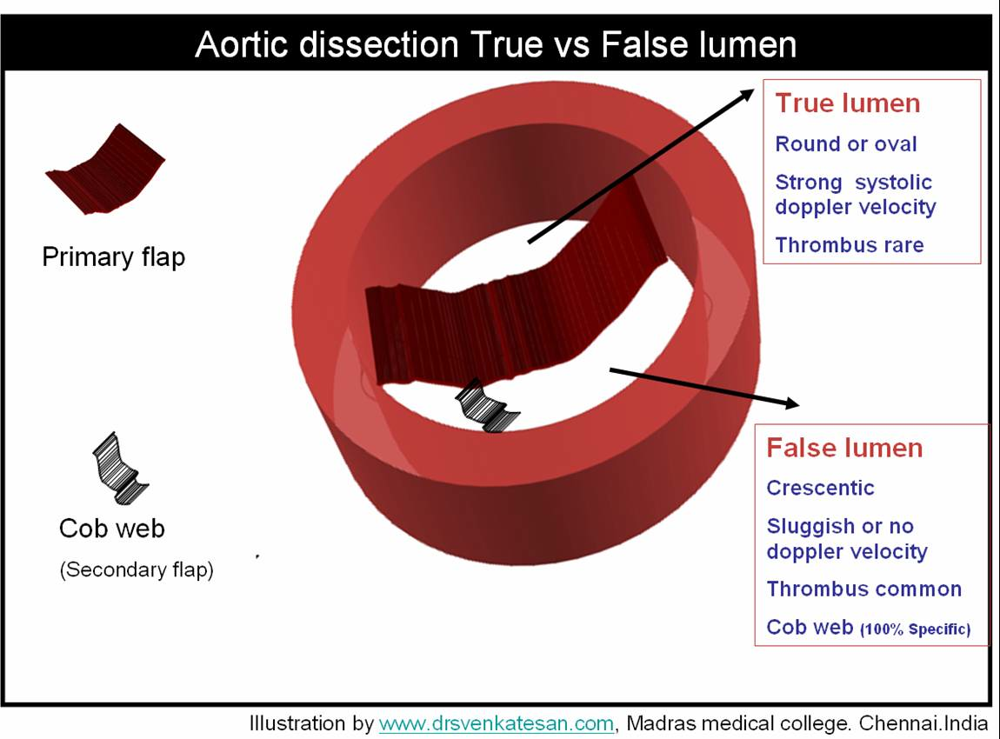 Aortic dissection True vs False lumen
Primary flap
Cob web
(Secondary flap)
True lumen
Round or oval
Strong systolic
doppler velocity
Thrombus rare
False lumen
Crescentic
Sluggish or no
doppler velocity
Thrombus common
Cob web (100% Specific)
Illustration by www.drsvenkatesan.com, Madras medical college. Chennai.India